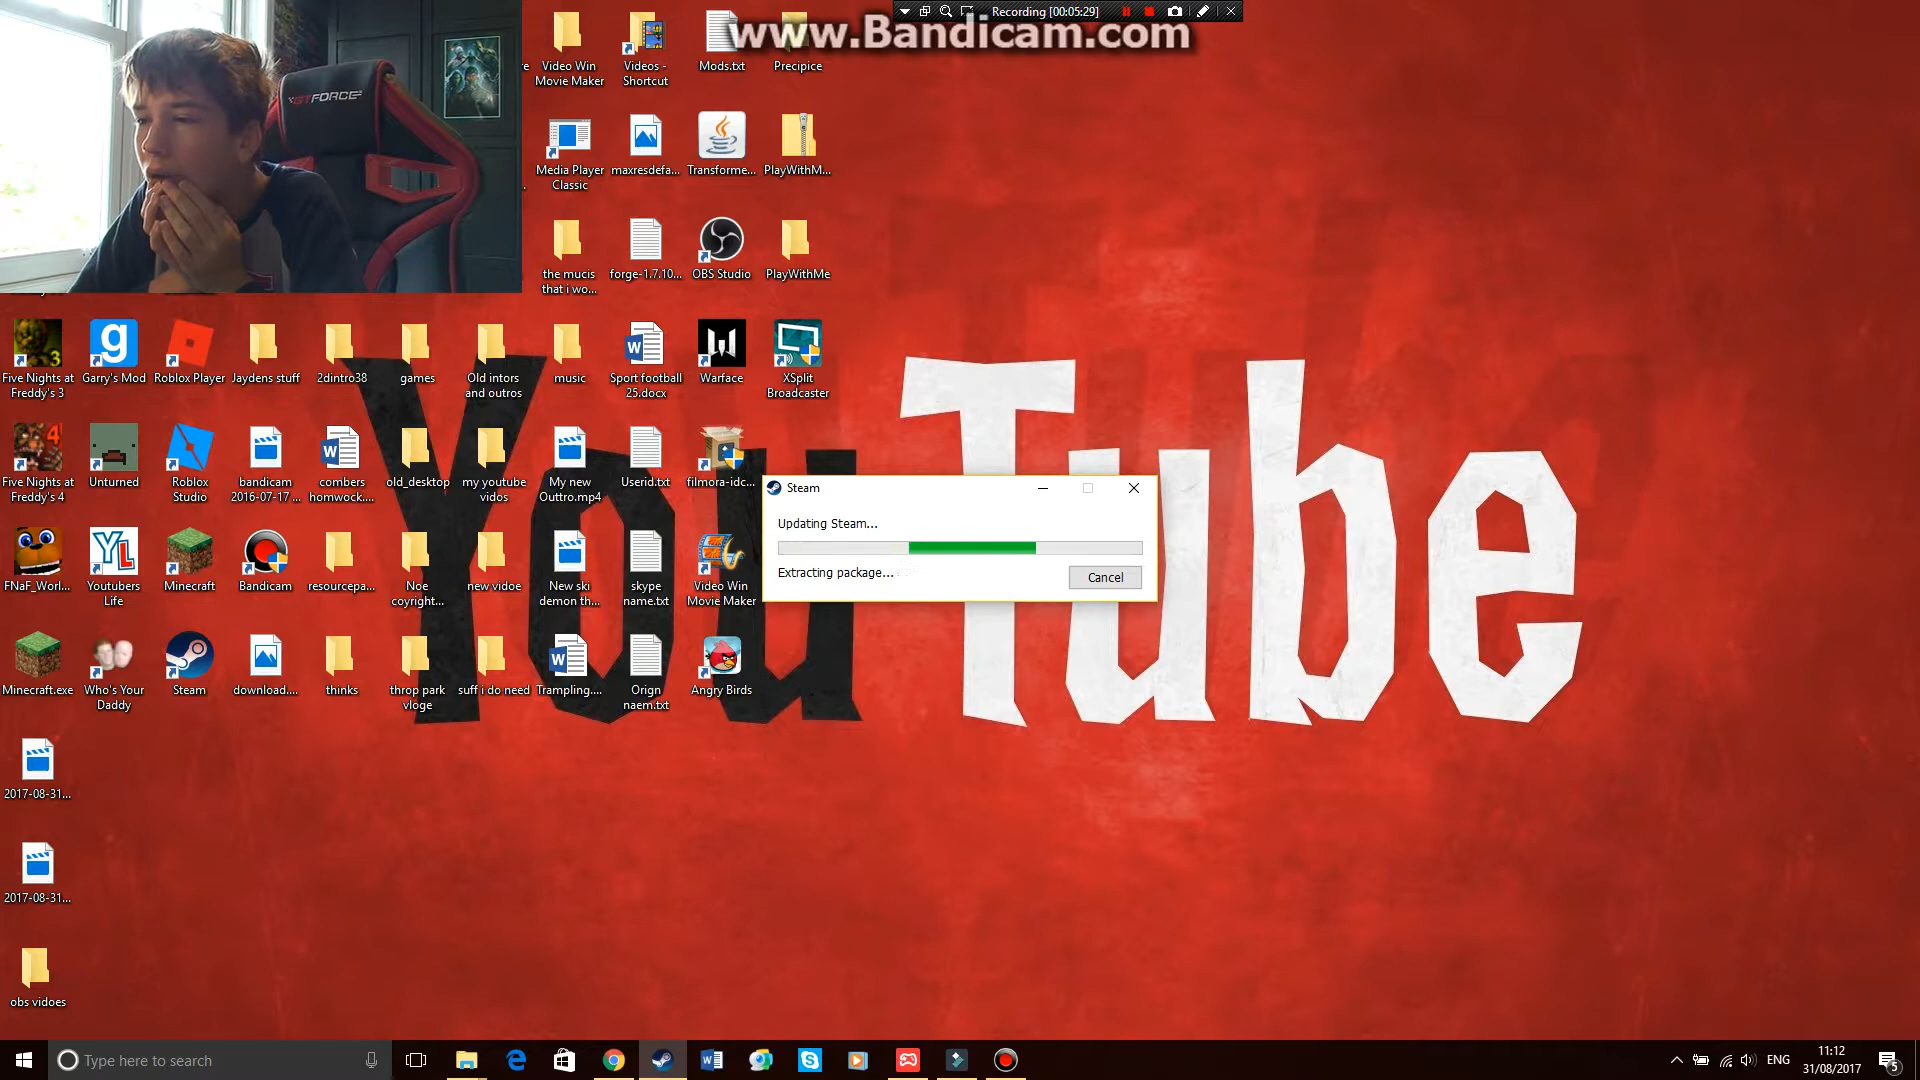 Recording [00:05:29]
www.Bandicam.com
GTFORCE
Video Win
Movie Maker
Videos -
Shortcut
Mods.txt
Precipice
Media Player
Classic
maxresdefa...
Transforme...
PlayWithM...
the mucis
that i wo...
forge-1.7.10...
OBS Studio
PlayWithMe
Five Nights at
Freddy's 3
Garry's Mod
Roblox Player
Jaydens stuff
2dintro38
games
Old intors
and outros
music
Sport football
25.docx
Warface
XSplit
Broadcaster
YouTube
Five Nights at
Freddy's 4
Unturned
Roblox
Studio
bandicam
2016-07-17 ...
combers
homwock....
old_desktop
my youtube
vidos
My new
Outtro.mp4
Userid.txt
filmora-idc...
Steam
Updating Steam...
Extracting package...
Cancel
FNaF_Worl...
Youtubers
Life
Minecraft
Bandicam
resourcepa...
Noe
coyright...
new vidoe
New ski
demon th...
skype
name.txt
Video Win
Movie Maker
Minecraft.exe
Who's Your
Daddy
Steam
download....
thinks
throp park
vloge
suff i do need
Trampling....
Orign
naem.txt
Angry Birds
2017-08-31...
2017-08-31...
obs vidoes
Type here to search
ENG
11:12
31/08/2017
5